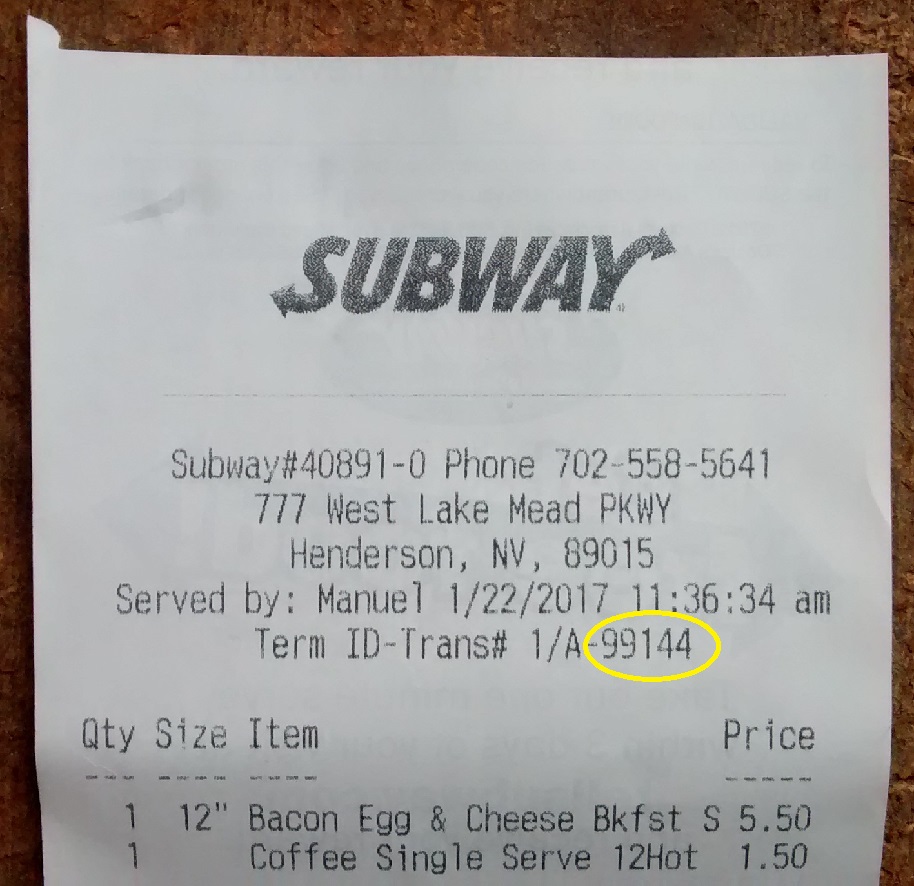 SUBWAY
Subway#40891-0 Phone 702-558-5641
777 West Lake Mead PKWY
Henderson, NV, 89015
Served by: Manuel 1/22/2017 11:36:34 am
Term ID-Trans# 1/A-99144
Qty Size Item Price
1 12" Bacon Egg & Cheese Bkfst S 5.50
1 Coffee Single Serve 12Hot 1.50